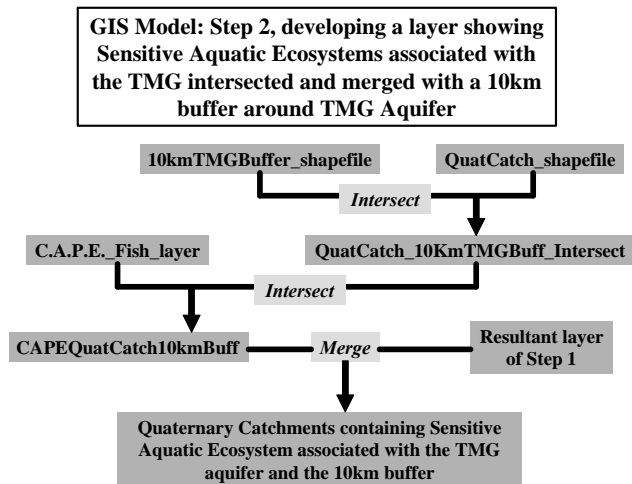 GIS Model: Step 2, developing a layer showing
Sensitive Aquatic Ecosystems associated with
the TMG intersected and merged with a 10km
buffer around TMG Aquifer
10kmTMGBuffer_shapefile
QuatCatch_shapefile
Intersect
C.A.P.E._Fish_layer
QuatCatch_10KmTMGBuff_Intersect
Intersect
CAPEQuatCatch10kmBuff
Merge
Resultant layer
of Step 1
Quaternary Catchments containing Sensitive
Aquatic Ecosystem associated with the TMG
aquifer and the 10km buffer